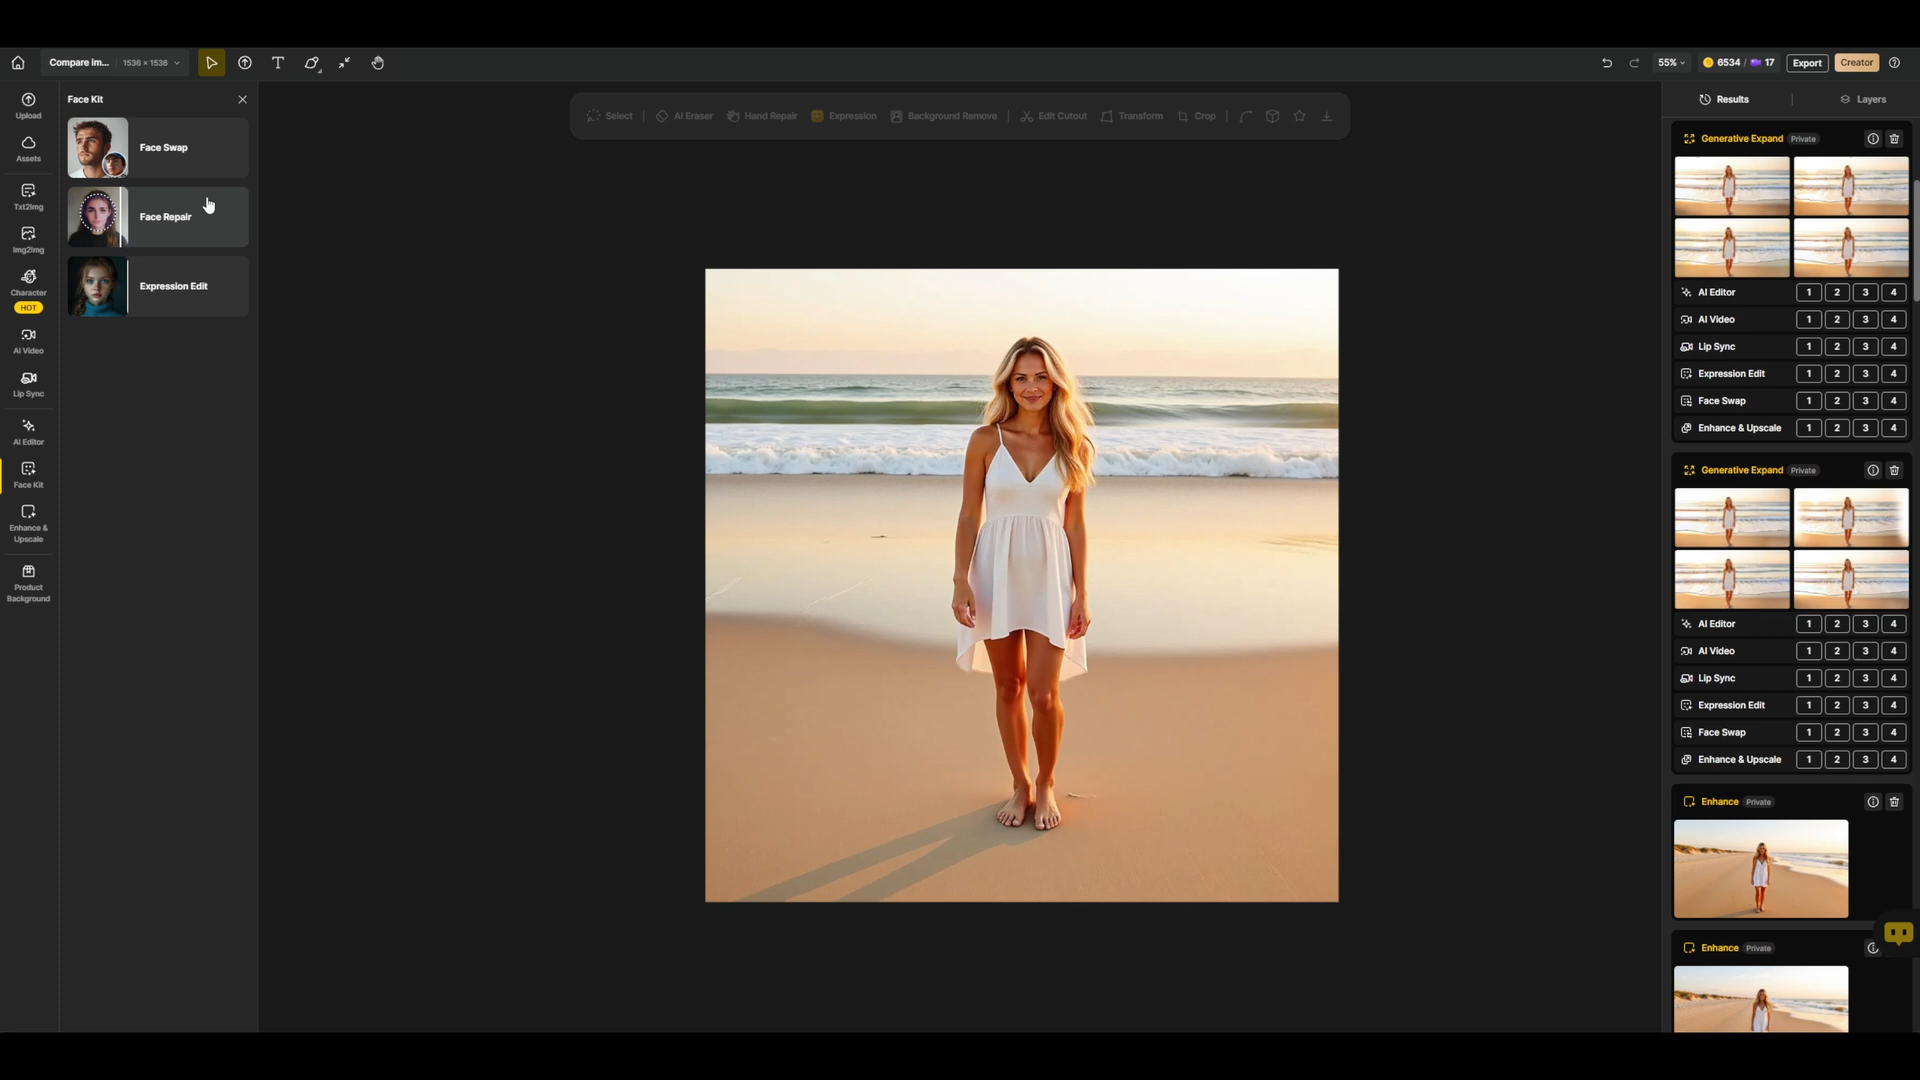 Compare im...
1536 × 1536
55%
6534 / 17
Export
Creator
Upload
Assets
Txt2Img
Img2Img
Character
HOT
AI Video
Lip Sync
AI Editor
Face Kit
Enhance &
Upscale
Product
Background
Face Kit
Face Swap
Face Repair
Expression Edit
Select
AI Eraser
Hand Repair
Expression
Background Remove
Edit Cutout
Transform
Crop
Results
Layers
Generative Expand Private
AI Editor 1 2 3 4
AI Video 1 2 3 4
Lip Sync 1 2 3 4
Expression Edit 1 2 3 4
Face Swap 1 2 3 4
Enhance & Upscale 1 2 3 4
Generative Expand Private
AI Editor 1 2 3 4
AI Video 1 2 3 4
Lip Sync 1 2 3 4
Expression Edit 1 2 3 4
Face Swap 1 2 3 4
Enhance & Upscale 1 2 3 4
Enhance Private
Enhance Private